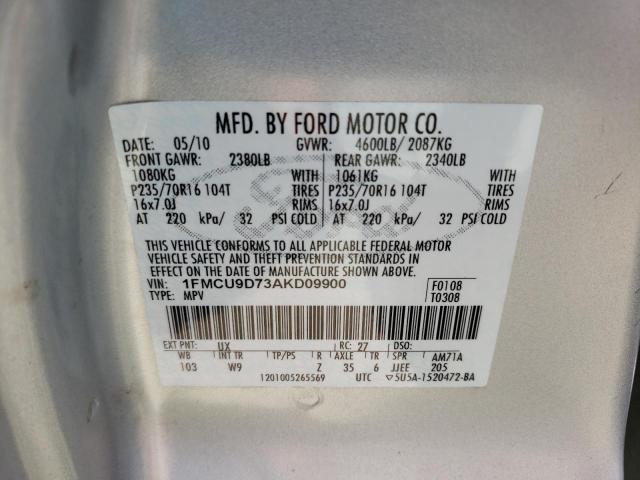 MFD. BY FORD MOTOR CO.
DATE: 05/10 GVWR: 4600LB/ 2087KG
FRONT GAWR: 2380LB REAR GAWR: 2340LB
1080KG WITH 1061KG WITH
P235/70R16 104T TIRES P235/70R16 104T TIRES
16x7.0J RIMS 16x7.0J RIMS
AT 220 kPa/ 32 PSI COLD AT 220 kPa/ 32 PSI COLD
THIS VEHICLE CONFORMS TO ALL APPLICABLE FEDERAL MOTOR
VEHICLE SAFETY AND THEFT PREVENTION STANDARDS IN
EFFECT ON THE DATE OF MANUFACTURE SHOWN ABOVE.
VIN: 1FMCU9D73AKD09900 F0108
TYPE: MPV T0308
EXT PNT: UX RC: 27 DSO:
WB INT TR TP/PS R AXLE TR SPR AM71A
103 W9 Z 35 6 JJEE 205
1201005265569 UTC ▽5U5A-1520472-BA